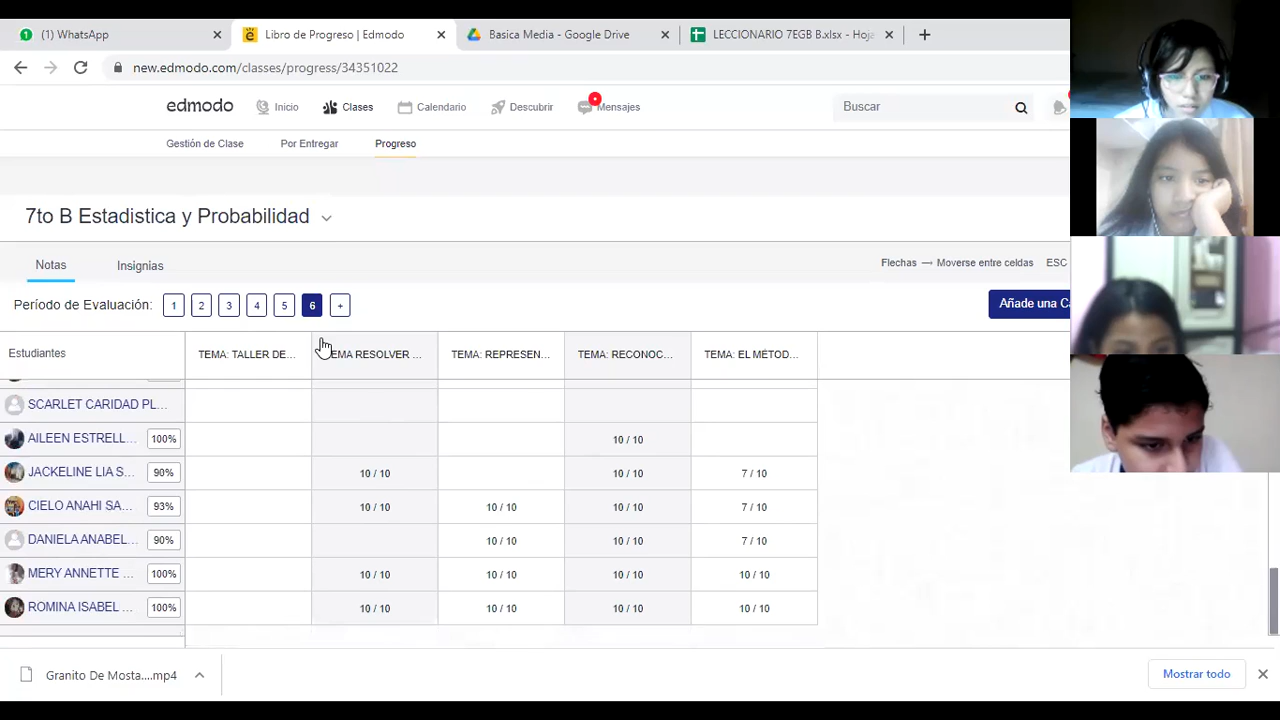 (1) WhatsApp
Libro de Progreso | Edmodo
Basica Media - Google Drive
LECCIONARIO 7EGB B.xlsx - Hoja
new.edmodo.com/classes/progress/34351022
edmodo
Inicio
Clases
Calendario
Descubrir
Mensajes
Buscar
Gestión de Clase
Por Entregar
Progreso
7to B Estadistica y Probabilidad
Notas
Insignias
Flechas → Moverse entre celdas ESC
Período de Evaluación: 1 2 3 4 5 6 +
Añade una Ca
Estudiantes
TEMA: TALLER DE...
TEMA RESOLVER ...
TEMA: REPRESEN...
TEMA: RECONOC...
TEMA: EL MÉTOD...
SCARLET CARIDAD PL...
AILEEN ESTRELL... 100% 10 / 10
JACKELINE LIA S... 90% 10 / 10 10 / 10 7 / 10
CIELO ANAHI SA... 93% 10 / 10 10 / 10 10 / 10 7 / 10
DANIELA ANABEL... 90% 10 / 10 10 / 10 7 / 10
MERY ANNETTE ... 100% 10 / 10 10 / 10 10 / 10 10 / 10
ROMINA ISABEL ... 100% 10 / 10 10 / 10 10 / 10 10 / 10
Granito De Mosta....mp4
Mostrar todo